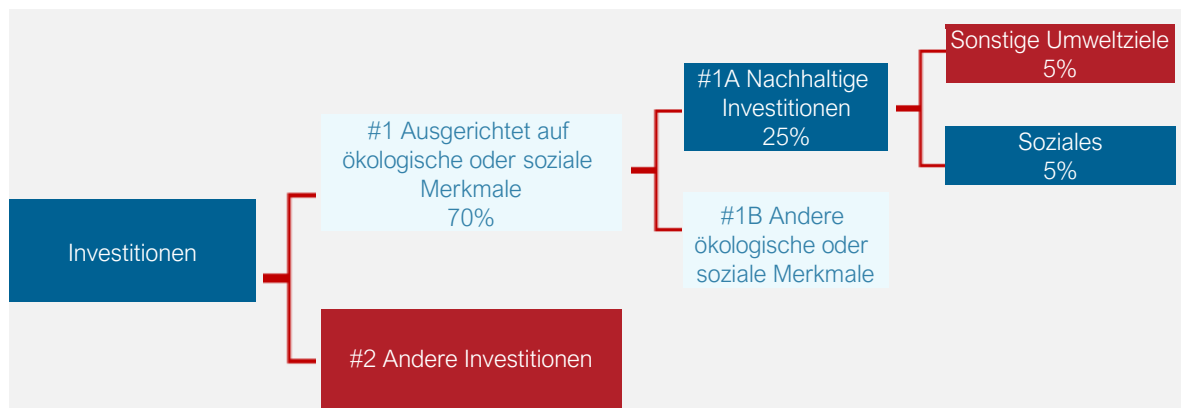 Investitionen
#1 Ausgerichtet auf
ökologische oder soziale
Merkmale
70%
#2 Andere Investitionen
#1A Nachhaltige
Investitionen
25%
#1B Andere
ökologische oder
soziale Merkmale
Sonstige Umweltziele
5%
Soziales
5%